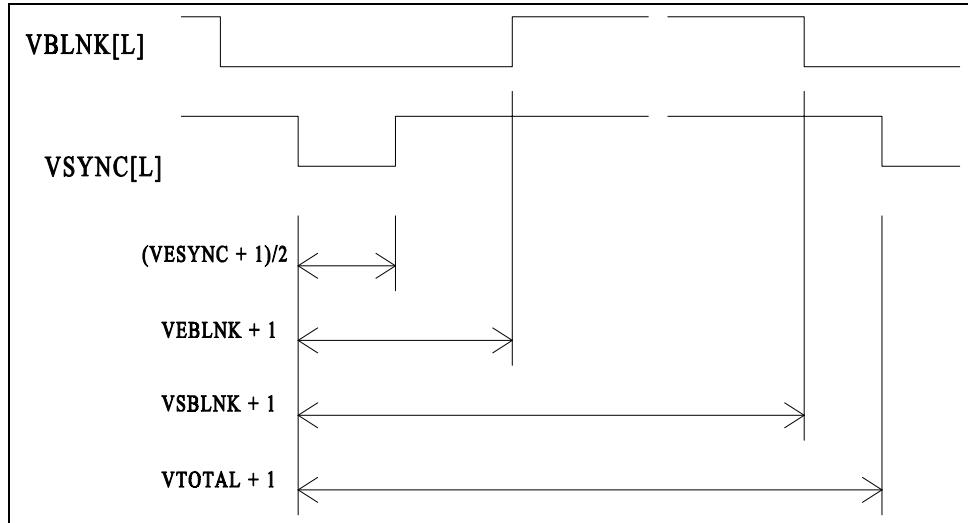 VBLNK[L]
VSYNC[L]
(VESYNC + 1)/2
VEBLNK + 1
VSBLNK + 1
VTOTAL + 1